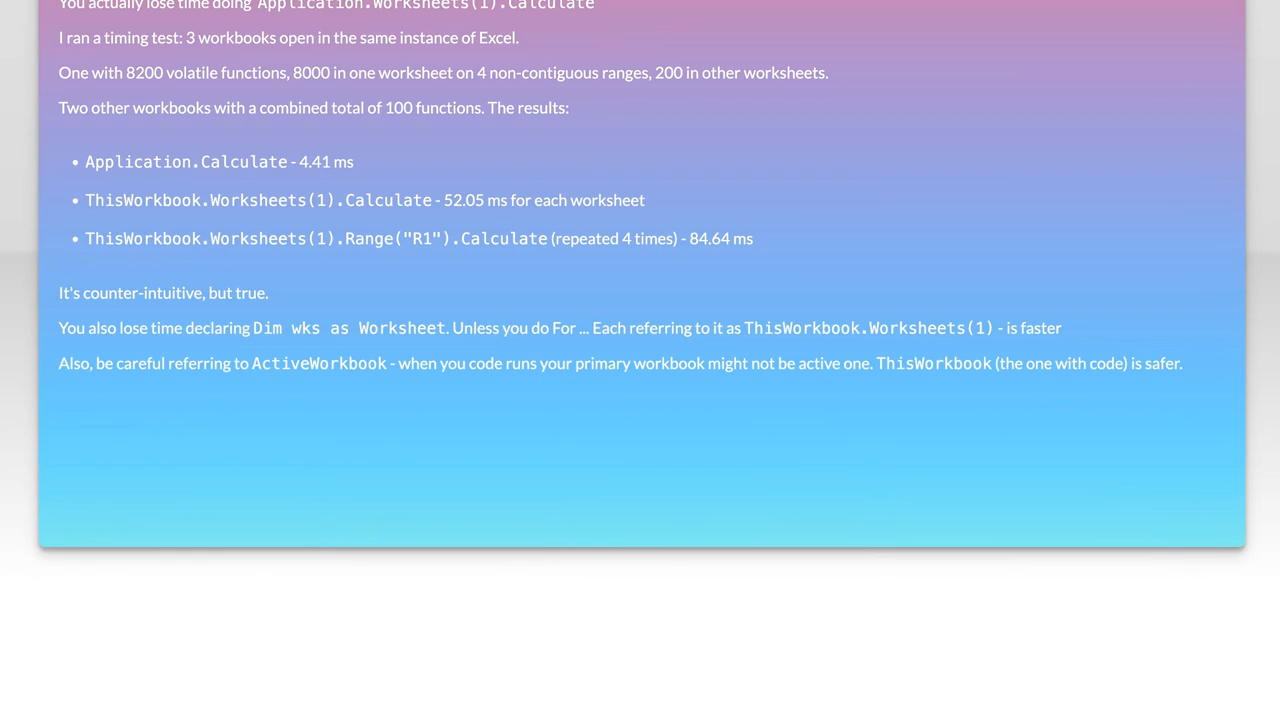 You actually lose time doing Application.Worksheets(1).Calculate
I ran a timing test: 3 workbooks open in the same instance of Excel.
One with 8200 volatile functions, 8000 in one worksheet on 4 non-contiguous ranges, 200 in other worksheets.
Two other workbooks with a combined total of 100 functions. The results:
• Application.Calculate - 4.41 ms
• ThisWorkbook.Worksheets(1).Calculate - 52.05 ms for each worksheet
• ThisWorkbook.Worksheets(1).Range("R1").Calculate (repeated 4 times) - 84.64 ms
It's counter-intuitive, but true.
You also lose time declaring Dim wks as Worksheet. Unless you do For ... Each referring to it as ThisWorkbook.Worksheets(1) - is faster
Also, be careful referring to ActiveWorkbook - when you code runs your primary workbook might not be active one. ThisWorkbook (the one with code) is safer.